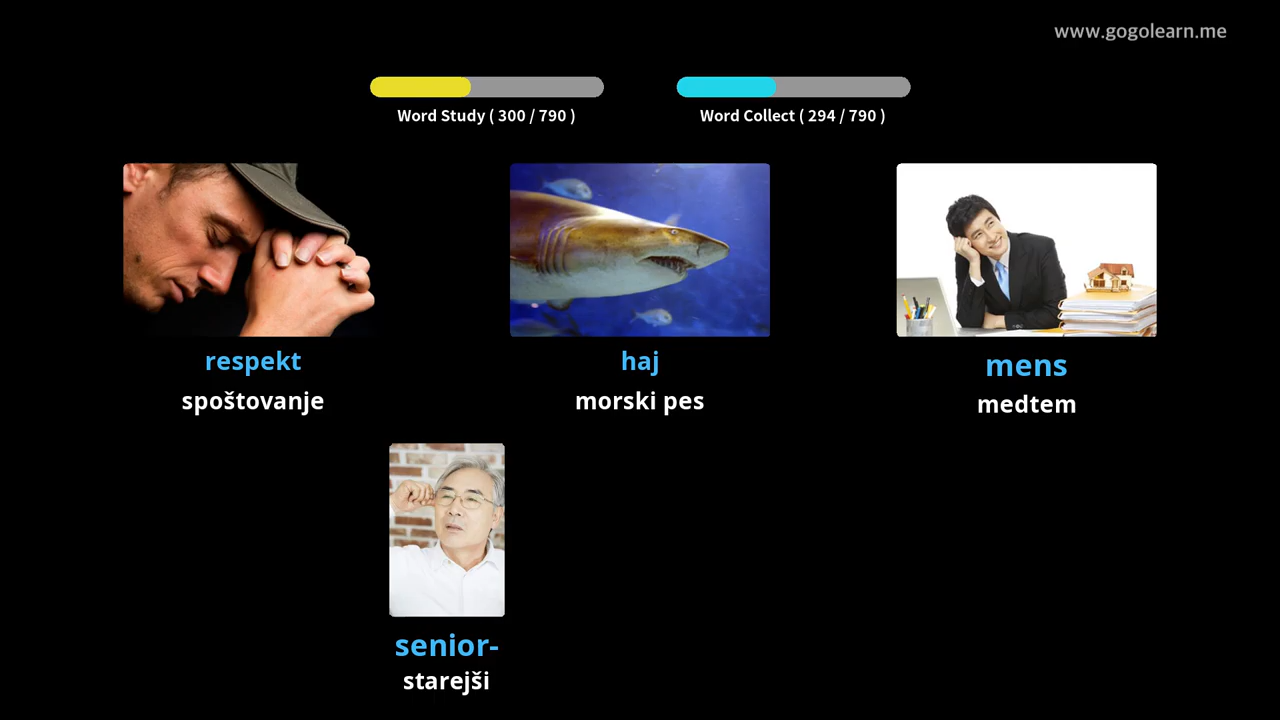 www.gogolearn.me
Word Study ( 300 / 790 )
Word Collect ( 294 / 790 )
respekt
spoštovanje
haj
morski pes
mens
medtem
senior-
starejši